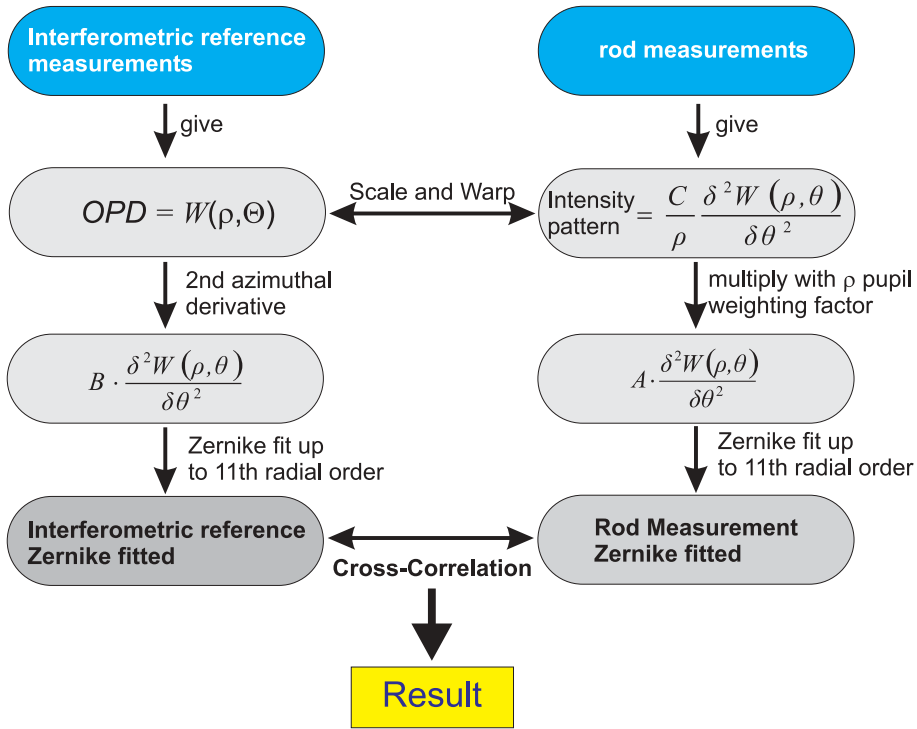 Interferometric reference
measurements
rod measurements
give
give
OPD = W(ρ,Θ)
Scale and Warp
Intensity
pattern = C/ρ δ²W (ρ,θ)/δθ²
2nd azimuthal
derivative
multiply with ρ pupil
weighting factor
B · δ²W (ρ,θ)/δθ²
A · δ²W (ρ,θ)/δθ²
Zernike fit up
to 11th radial order
Zernike fit up
to 11th radial order
Interferometric reference
Zernike fitted
Rod Measurement
Zernike fitted
Cross-Correlation
Result